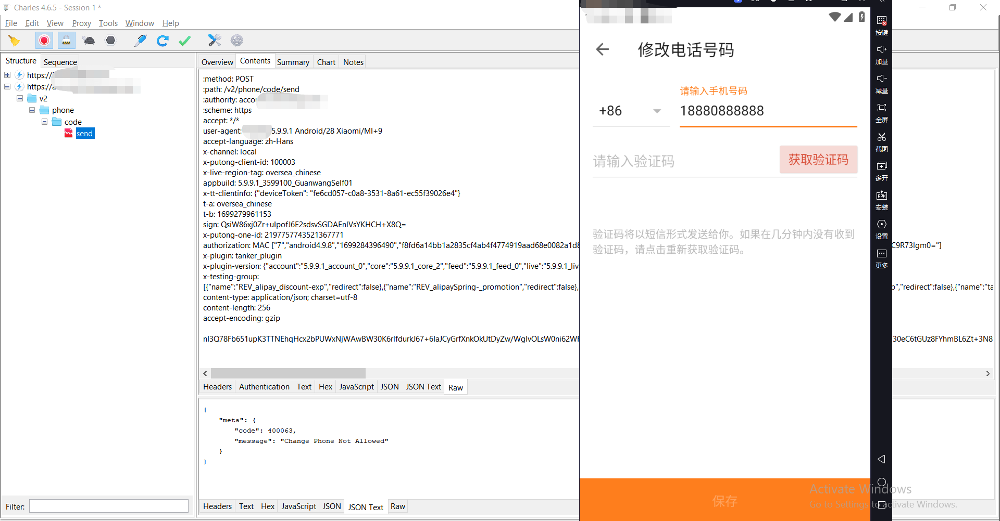 Charles 4.6.5 - Session 1 *
File Edit View Proxy Tools Window Help
Structure Sequence
https://
https://a
v2
phone
code
send
Filter:
Overview Contents Summary Chart Notes
:method: POST
:path: /v2/phone/code/send
:authority: accou
:scheme: https
accept: */*
user-agent: 5.9.9.1 Android/28 Xiaomi/MI+9
accept-language: zh-Hans
x-channel: local
x-putong-client-id: 100003
x-live-region-tag: oversea_chinese
appbuild: 5.9.9.1_3599100_GuanwangSelf01
x-tt-clientinfo: {"deviceToken": "fe6cd057-c0a8-3531-8a61-ec55f39026e4"}
t-a: oversea_chinese
t-b: 1699279961153
sign: QsiW86xj0Zr+uIpofJ6E2sdsvSGDAEnIVsYKHCH+X8Q=
x-putong-one-id: 2197757743521367771
authorization: MAC ["7","android4.9.8","1699284396490","f8fd6a14bb1a2835cf4ab4f4774919aad68e0082a1d8 C9R73Igm0="]
x-plugin: tanker_plugin
x-plugin-version: {"account":"5.9.9.1_account_0","core":"5.9.9.1_core_2","feed":"5.9.9.1_feed_0","live":"5.9.9.1_liv
x-testing-group:
[{"name":"REV_alipay_discount-exp","redirect":false},{"name":"REV_alipaySpring-_promotion","redirect":false}, ","redirect":false},{"name":"ta
content-type: application/json; charset=utf-8
content-length: 256
accept-encoding: gzip
nI3Q78Fb651upK3TTNEhqHcx2bPUWxNjWAwBW30K6rIfdurkJ67+6IaJCyGrfXnkOkUtDyZw/WgIvOLsW0ni62WF 30eC6tGUz8FYhmBL6Zt+3N8
Headers Authentication Text Hex JavaScript JSON JSON Text Raw
{
"meta": {
"code": 400063,
"message": "Change Phone Not Allowed"
}
}
Headers Text Hex JavaScript JSON JSON Text Raw
修改电话号码
请输入手机号码
+86 18880888888
请输入验证码 获取验证码
验证码将以短信形式发送给你。如果在几分钟内没有收到
验证码，请点击重新获取验证码。
保存
按键
加量
减量
全屏
截图
多开
APK
安装
设置
更多
Activate Windows
Go to Settings to activate Windows.